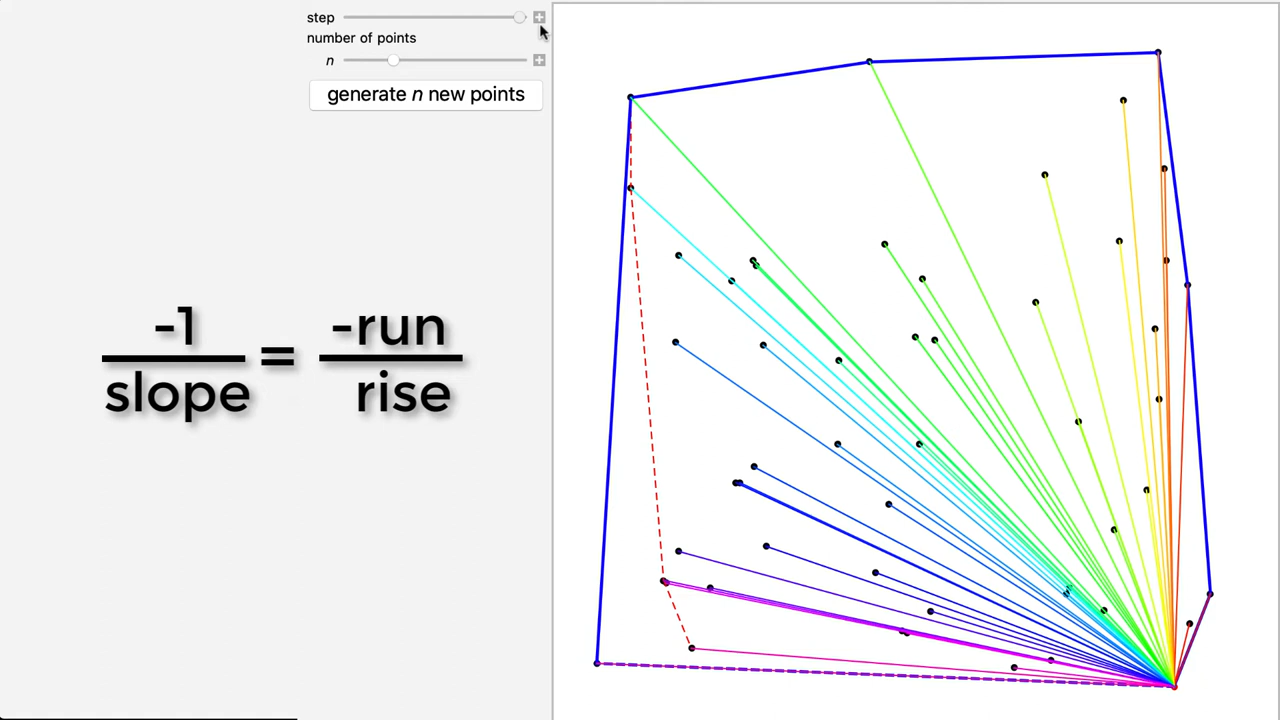 step
number of points
n
generate n new points
-1 = -run
slope rise